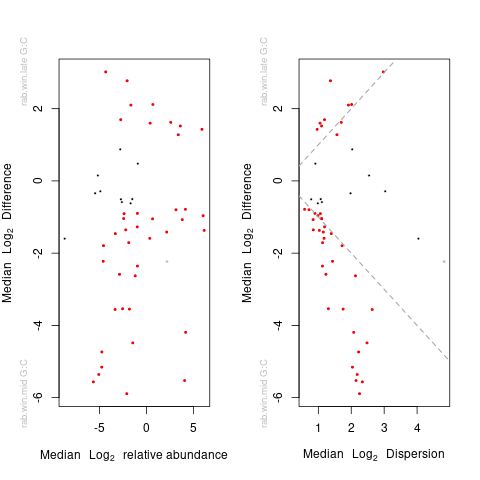 rab.win.late G:C
rab.win.mid G:C
Median Log2 Difference
2
0
-2
-4
-6
-5
0
5
Median Log2 relative abundance
rab.win.late G:C
rab.win.mid G:C
Median Log2 Difference
2
0
-2
-4
-6
1
2
3
4
Median Log2 Dispersion